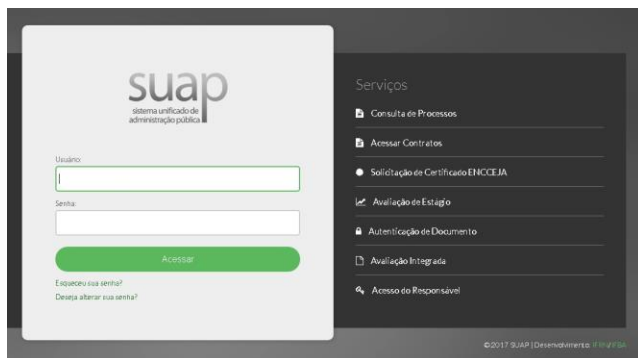 suap
sistema unificado de
administração pública
Usuário:
Senha:
Acessar
Esqueceu sua senha?
Deseja alterar sua senha?
Serviços
Consulta de Processos
Acessar Contratos
Solicitação de Certificado ENCCEJA
Avaliação de Estágio
Autenticação de Documento
Avaliação Integrada
Acesso do Responsável
©2017 SUAP | Desenvolvimento: